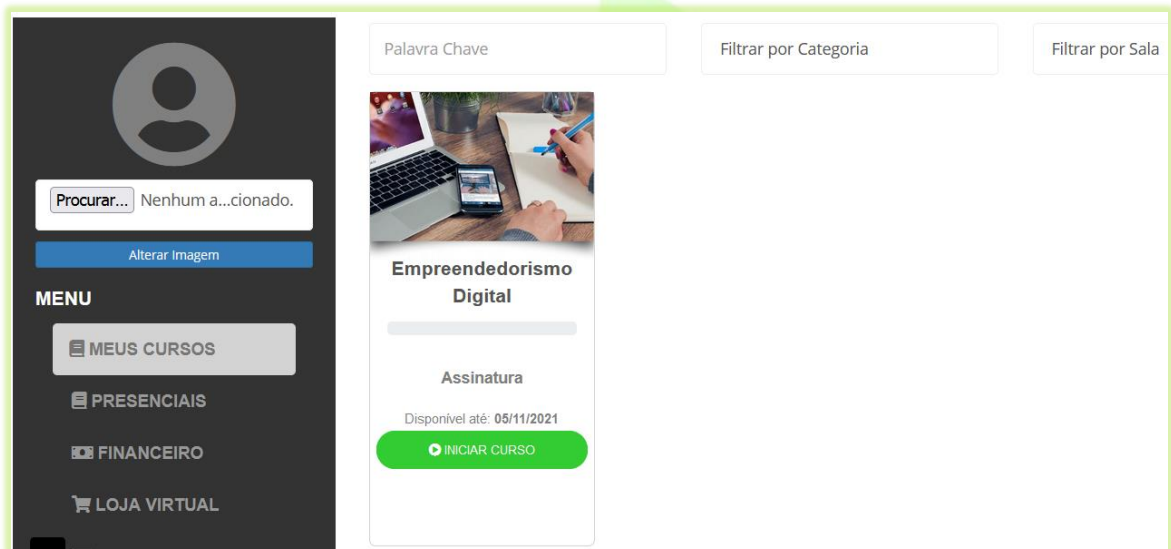 Palavra Chave
Filtrar por Categoria
Filtrar por Sala
Procurar... Nenhum a...cionado.
Alterar Imagem
MENU
MEUS CURSOS
PRESENCIAIS
FINANCEIRO
LOJA VIRTUAL
Empreendedorismo
Digital
Assinatura
Disponível até: 05/11/2021
INICIAR CURSO